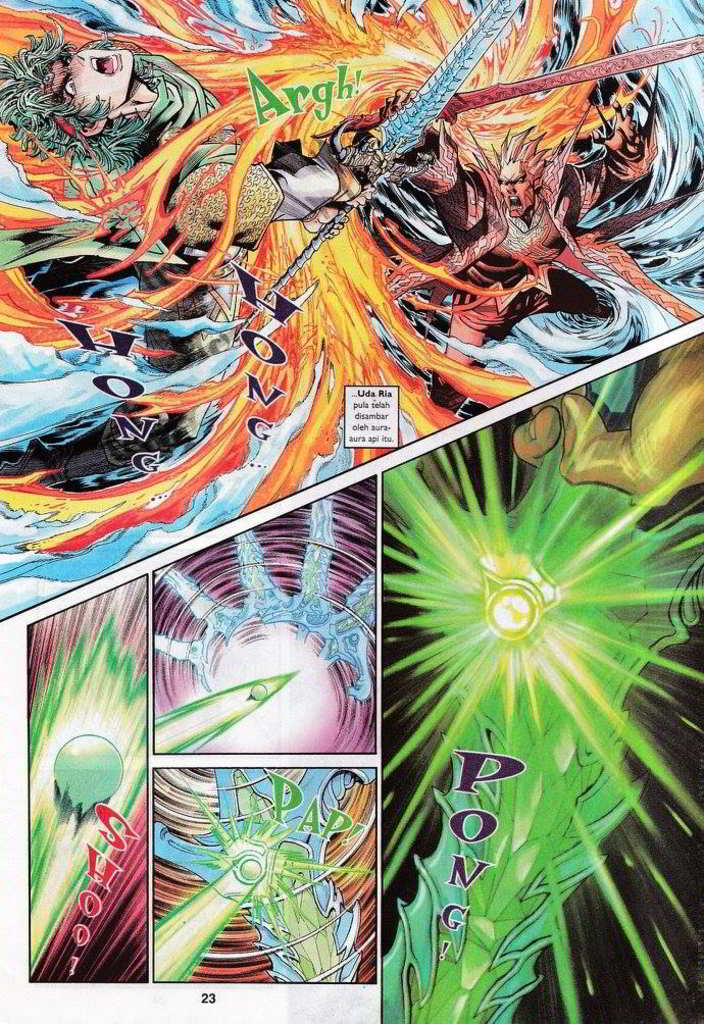 Argh!
HONG
HONG...
...Uda Ria
pula telah
disambar
oleh aura-
aura api itu.
SHOO!
PAP!
PONG!
23